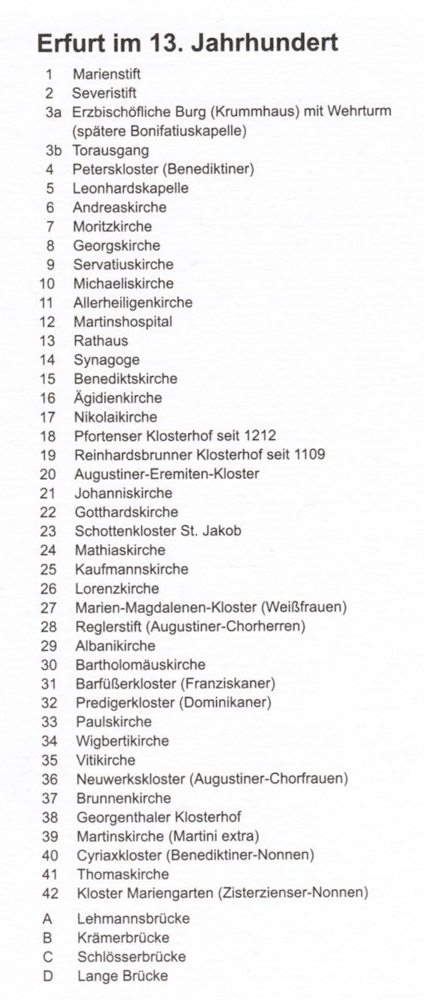 Erfurt im 13. Jahrhundert
1 Marienstift
2 Severistift
3a Erzbischöfliche Burg (Krummhaus) mit Wehrturm
(spätere Bonifatiuskapelle)
3b Torausgang
4 Peterskloster (Benediktiner)
5 Leonhardskapelle
6 Andreaskirche
7 Moritzkirche
8 Georgskirche
9 Servatiuskirche
10 Michaeliskirche
11 Allerheiligenkirche
12 Martinshospital
13 Rathaus
14 Synagoge
15 Benediktskirche
16 Ägidienkirche
17 Nikolaikirche
18 Pfortenser Klosterhof seit 1212
19 Reinhardsbrunner Klosterhof seit 1109
20 Augustiner-Eremiten-Kloster
21 Johanniskirche
22 Gotthardskirche
23 Schottenkloster St. Jakob
24 Mathiaskirche
25 Kaufmannskirche
26 Lorenzkirche
27 Marien-Magdalenen-Kloster (Weißfrauen)
28 Reglerstift (Augustiner-Chorherren)
29 Albanikirche
30 Bartholomäuskirche
31 Barfüßerkloster (Franziskaner)
32 Predigerkloster (Dominikaner)
33 Paulskirche
34 Wigbertikirche
35 Vitikirche
36 Neuwerkskloster (Augustiner-Chorfrauen)
37 Brunnenkirche
38 Georgenthaler Klosterhof
39 Martinskirche (Martini extra)
40 Cyriaxkloster (Benediktiner-Nonnen)
41 Thomaskirche
42 Kloster Mariengarten (Zisterzienser-Nonnen)
A Lehmannsbrücke
B Krämerbrücke
C Schlösserbrücke
D Lange Brücke